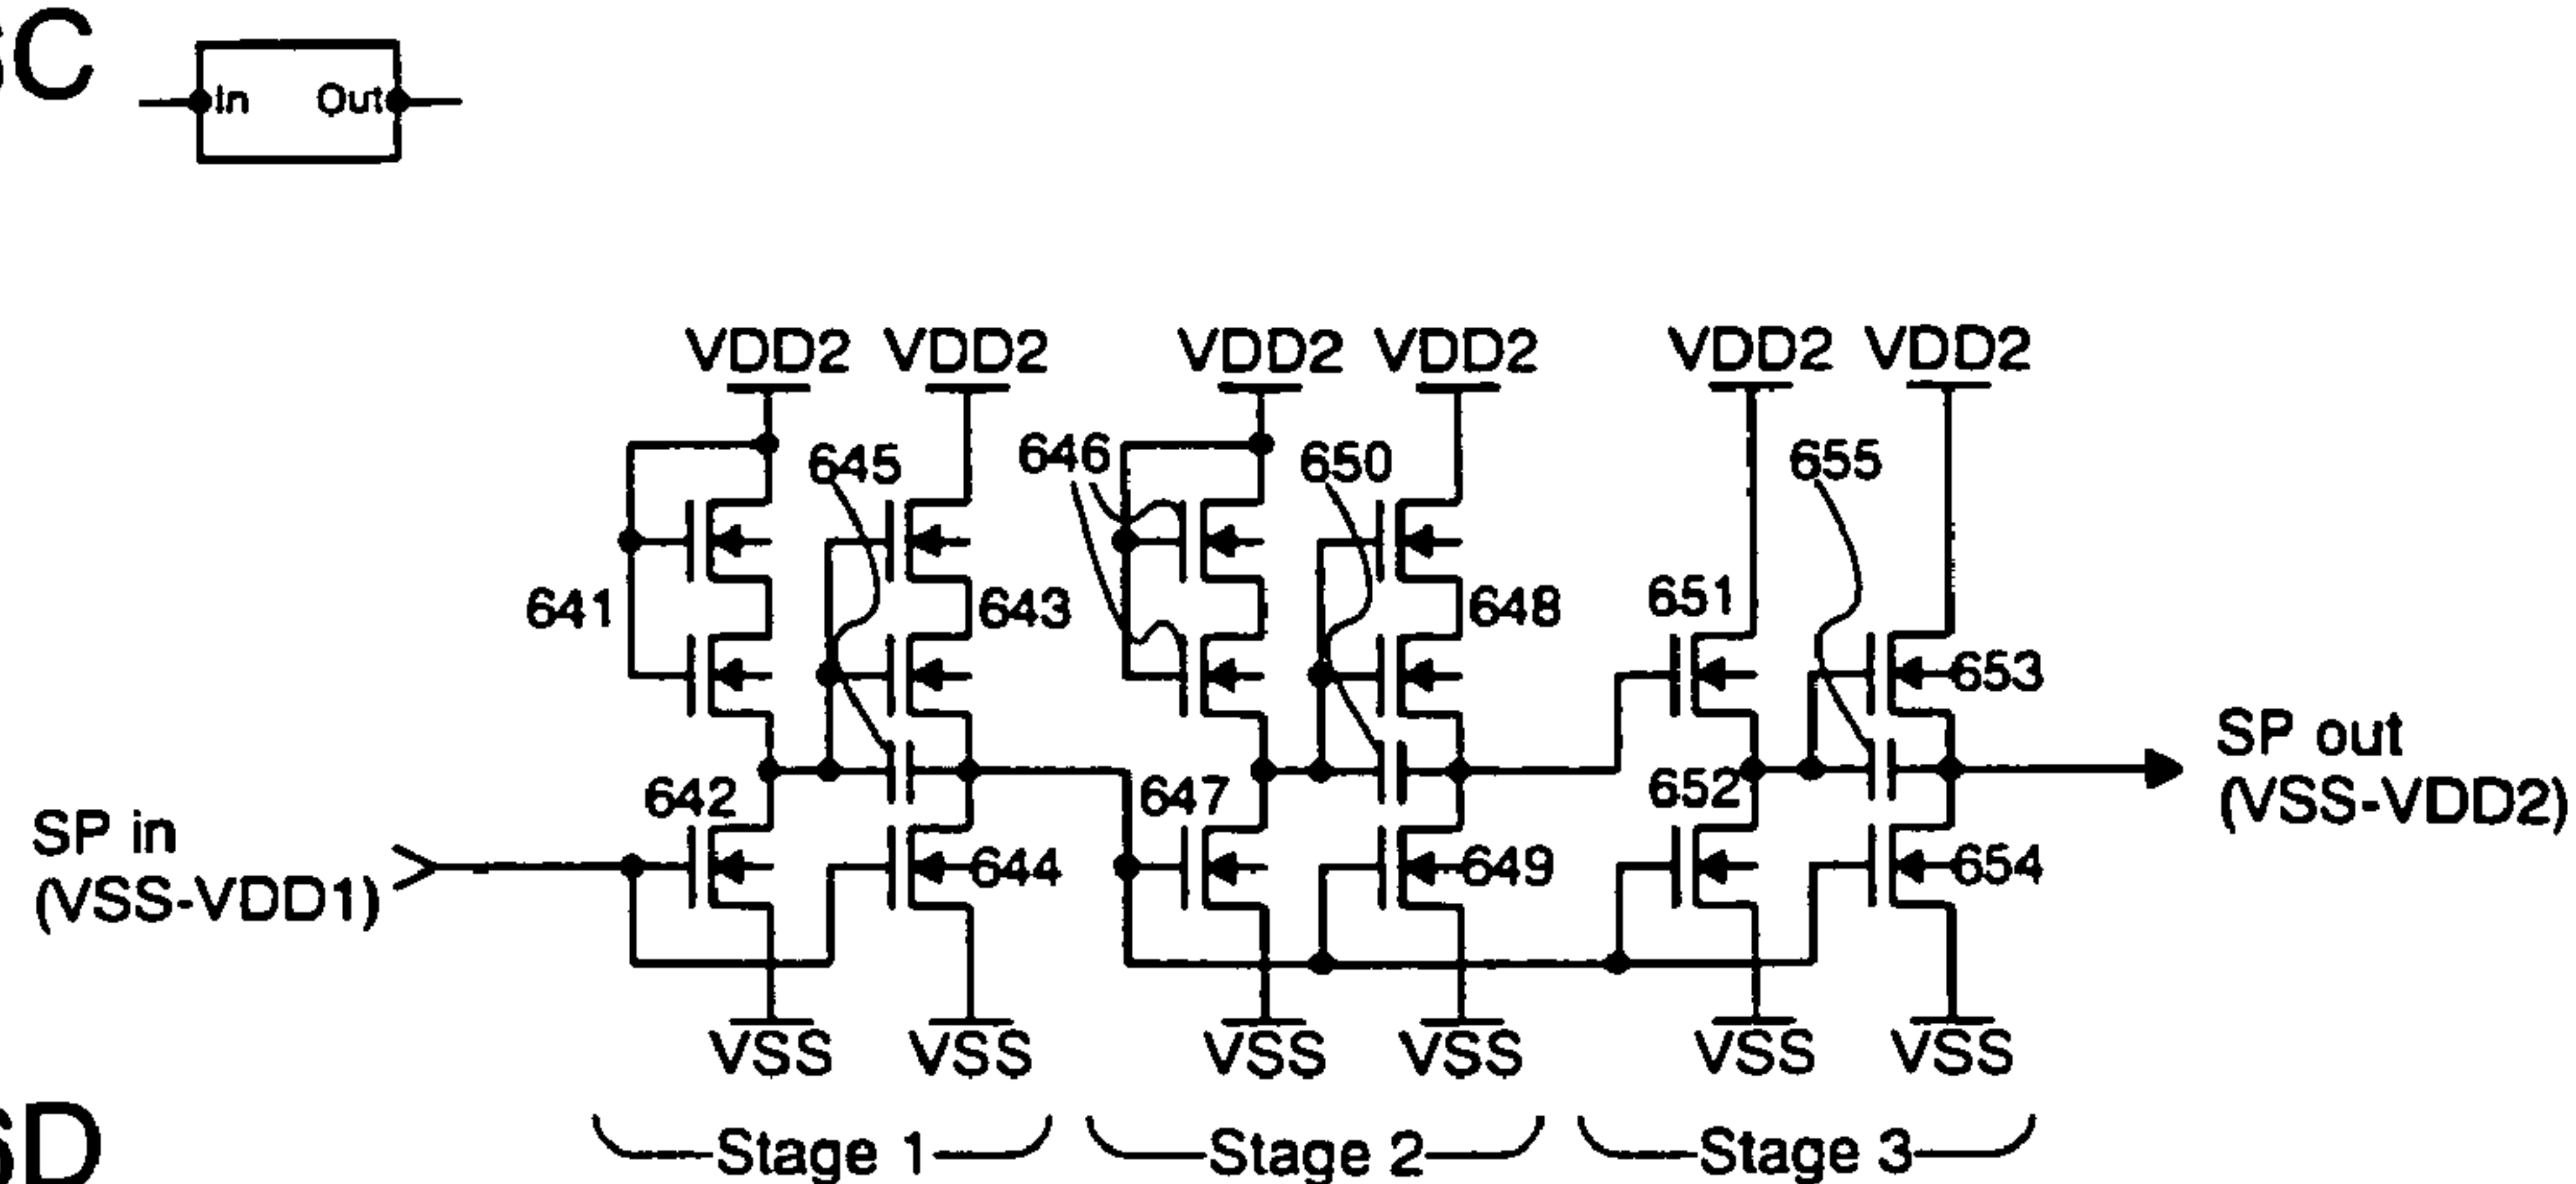 C
In Out
VDD2 VDD2 VDD2 VDD2 VDD2 VDD2
645 646 650 655
641 643 648 651
653
642 647 652
644 649 654
SP in
(VSS-VDD1)
SP out
(VSS-VDD2)
VSS VSS VSS VSS VSS VSS
Stage 1 Stage 2 Stage 3
6D